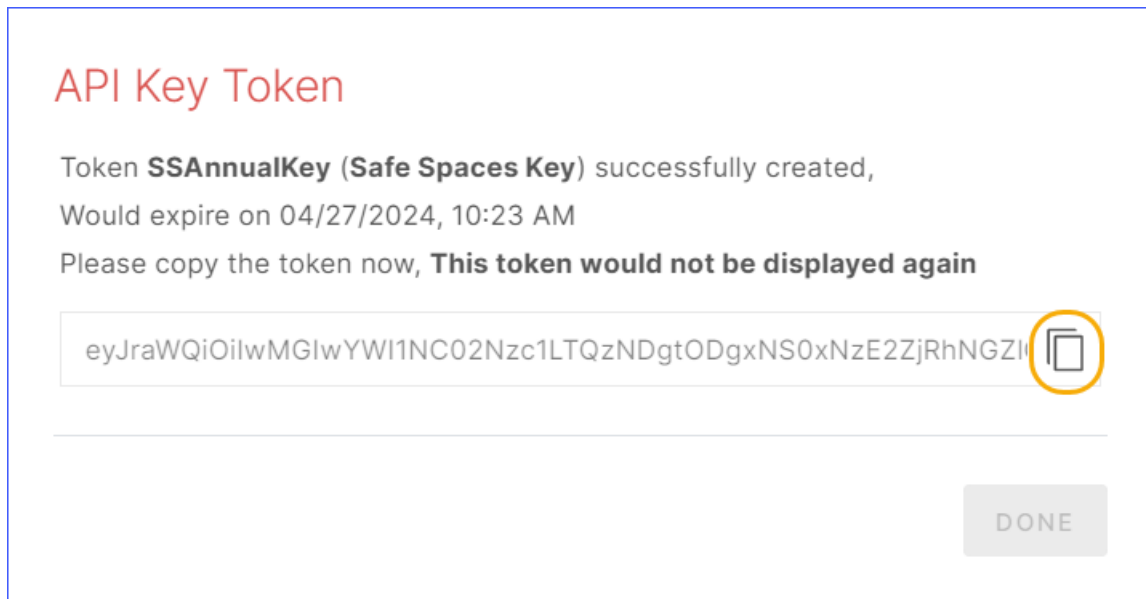 API Key Token
Token SSAnnualKey (Safe Spaces Key) successfully created,
Would expire on 04/27/2024, 10:23 AM
Please copy the token now, This token would not be displayed again
DONE